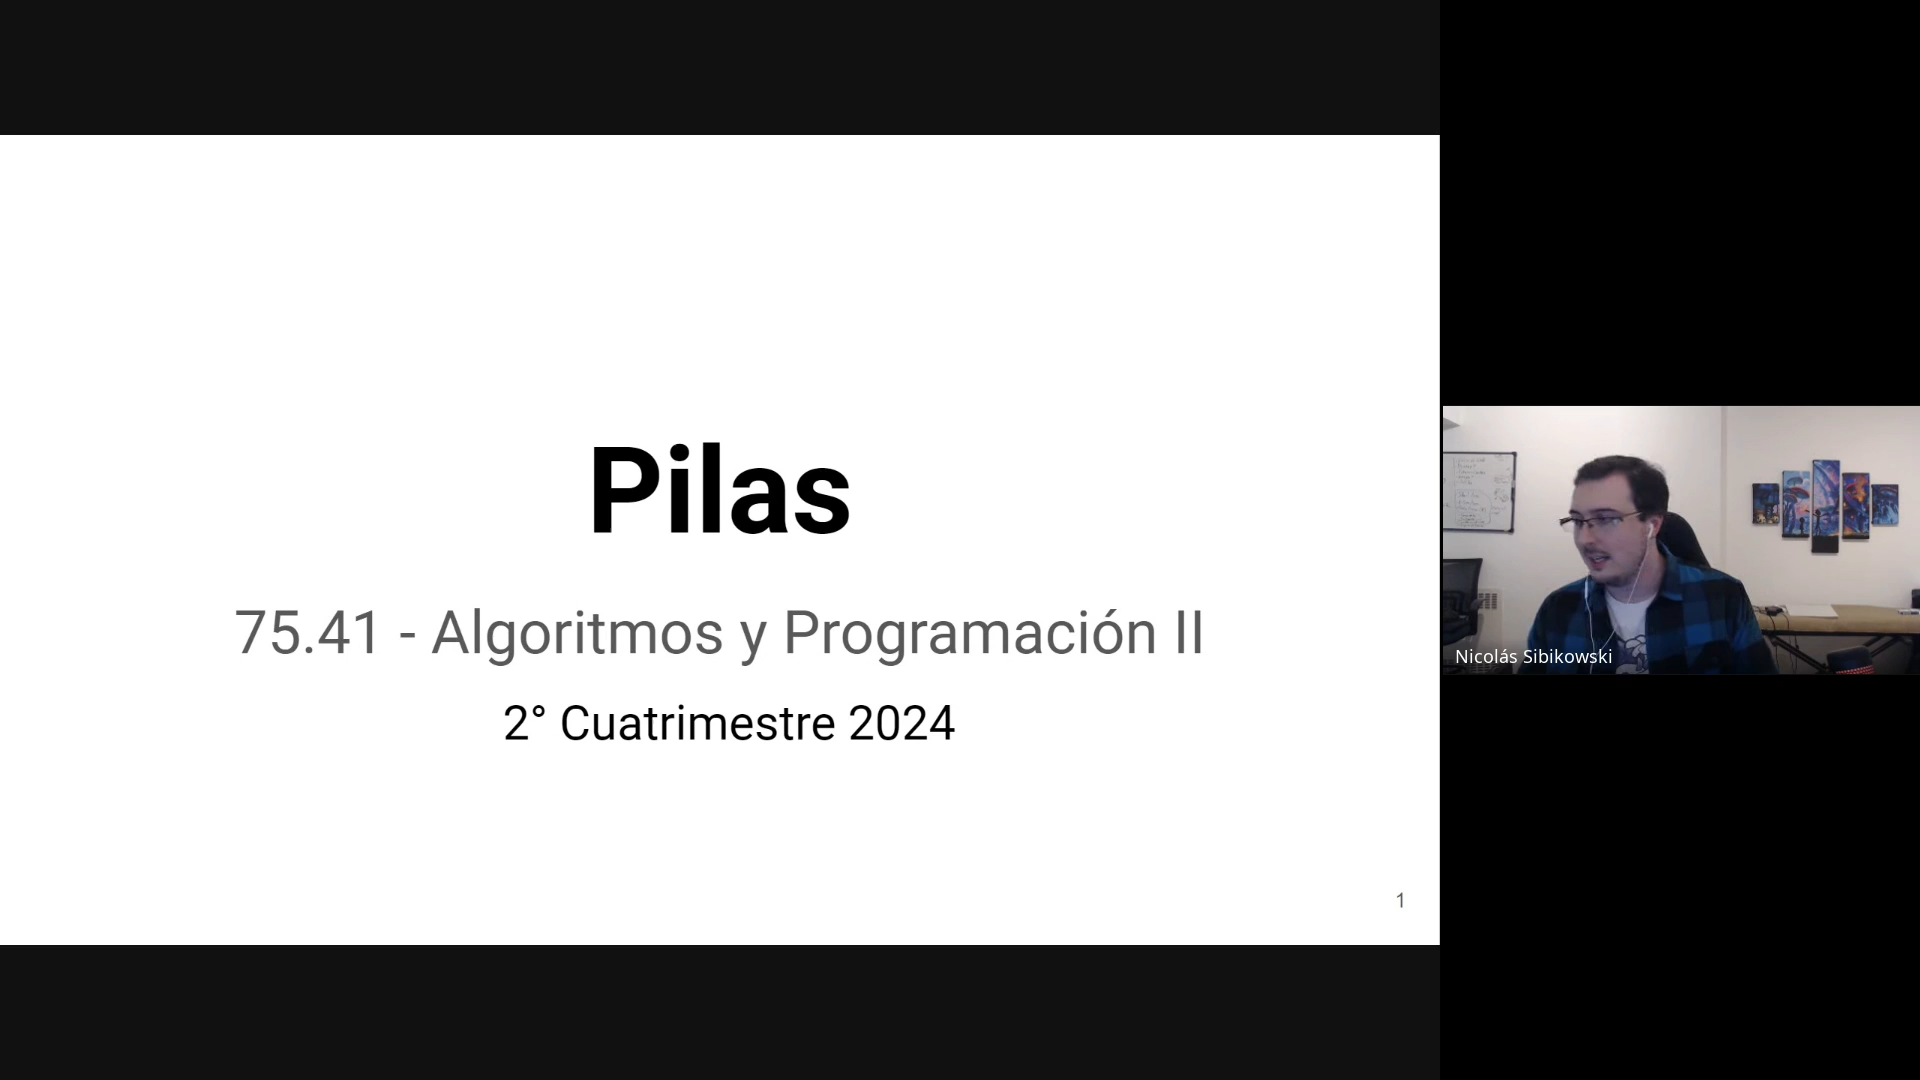 Pilas
75.41 - Algoritmos y Programación II
2° Cuatrimestre 2024
1
Nicolás Sibikowski